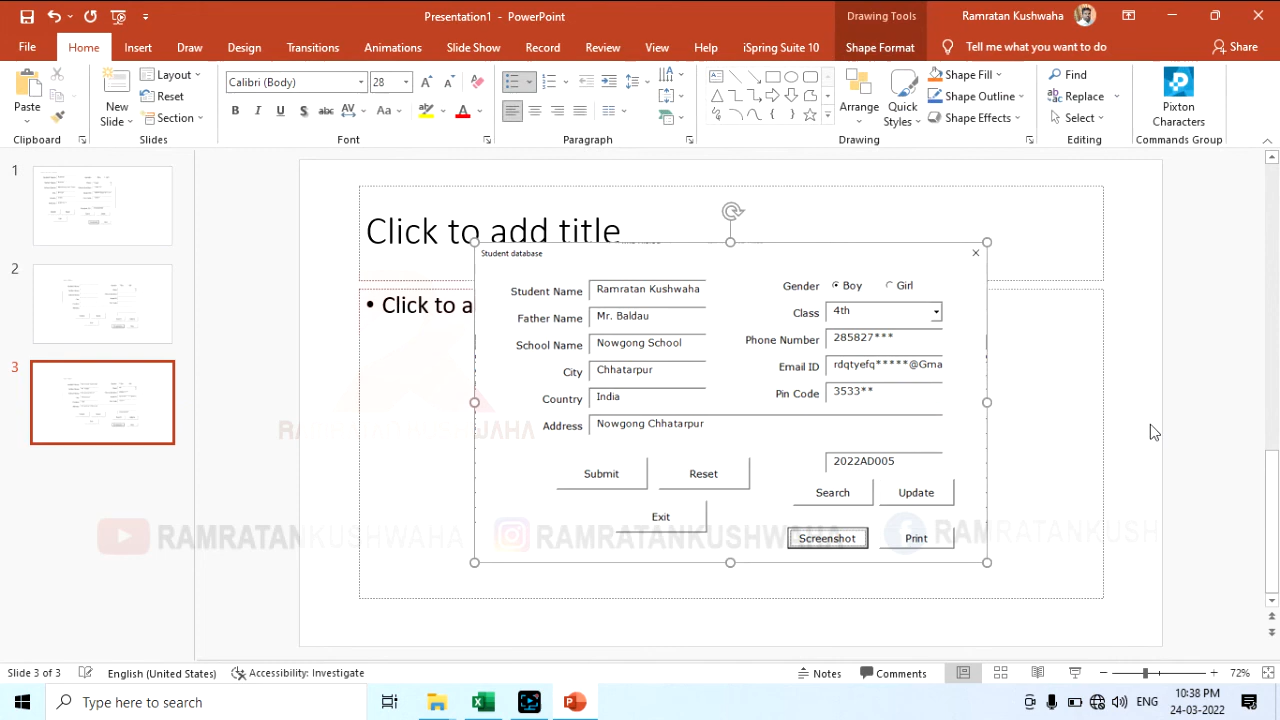 Presentation1 - PowerPoint
Drawing Tools
Ramratan Kushwaha
File
Home
Insert
Draw
Design
Transitions
Animations
Slide Show
Record
Review
View
Help
iSpring Suite 10
Shape Format
Tell me what you want to do
Share
Paste
Clipboard
New
Slide
Layout
Reset
Section
Slides
Calibri (Body)
28
B I U S abc AV Aa A
Font
Paragraph
Arrange
Quick
Styles
Shape Fill
Shape Outline
Shape Effects
Drawing
Find
Replace
Select
Editing
Pixton
Characters
Commands Group
1
2
3
Click to add title
• Click to a
Student database
Student Name Ramratan Kushwaha
Father Name Mr. Baldau
School Name Nowgong School
City Chhatarpur
Country India
Address Nowgong Chhatarpur
Gender Boy Girl
Class 4th
Phone Number 285827***
Email ID rdqtyefq*****@Gma
Pin Code 3533**
2022AD005
Submit Reset
Search Update
Exit
Screenshot Print
RAMRATANKUSHWAHA RAMRATANKUSHWAHA RAMRATANKUSH
Slide 3 of 3
English (United States)
Accessibility: Investigate
Notes
Comments
72%
Type here to search
ENG
10:38 PM
24-03-2022